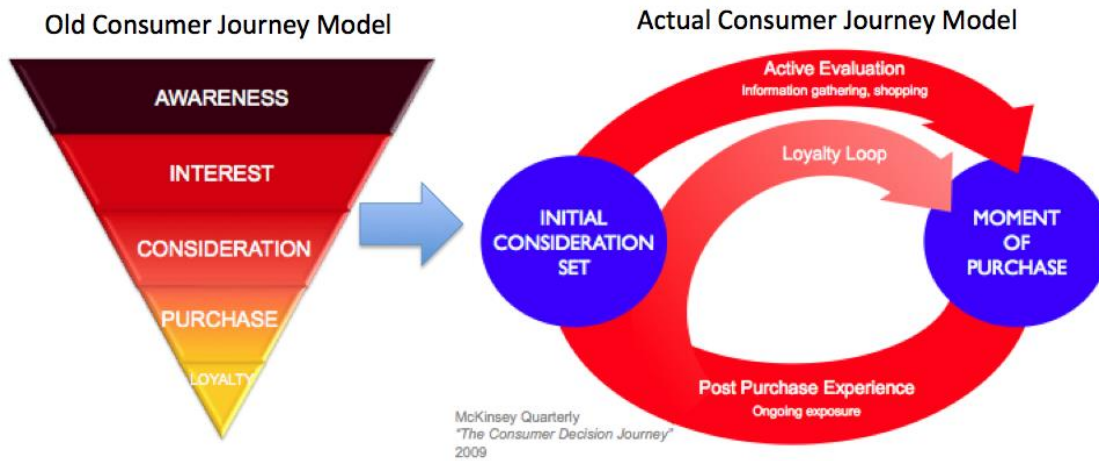 Old Consumer Journey Model
AWARENESS
INTEREST
CONSIDERATION
PURCHASE
LOYALTY
Actual Consumer Journey Model
Active Evaluation
Information gathering, shopping
Loyalty Loop
INITIAL
CONSIDERATION
SET
MOMENT
OF
PURCHASE
Post Purchase Experience
Ongoing exposure
McKinsey Quarterly
"The Consumer Decision Journey"
2009